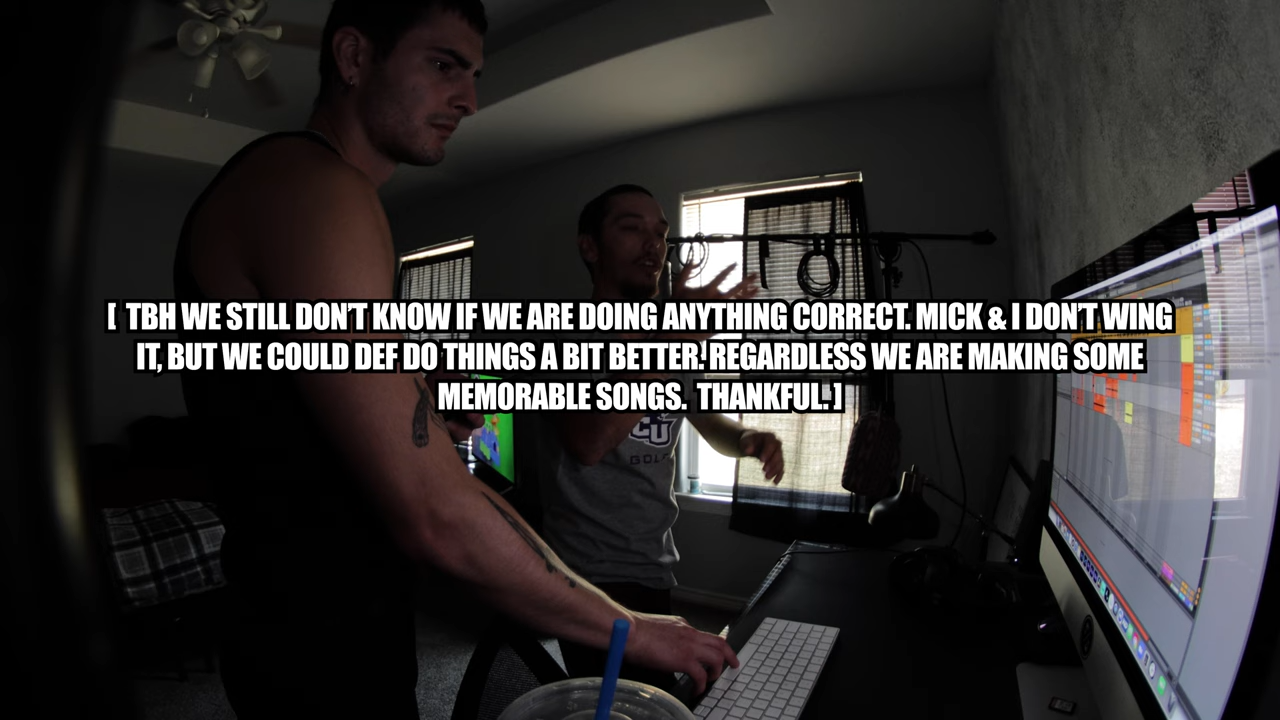 [ TBH WE STILL DON'T KNOW IF WE ARE DOING ANYTHING CORRECT. MICK & I DON'T WING
IT, BUT WE COULD DEF DO THINGS A BIT BETTER. REGARDLESS WE ARE MAKING SOME
MEMORABLE SONGS. THANKFUL. ]
CU